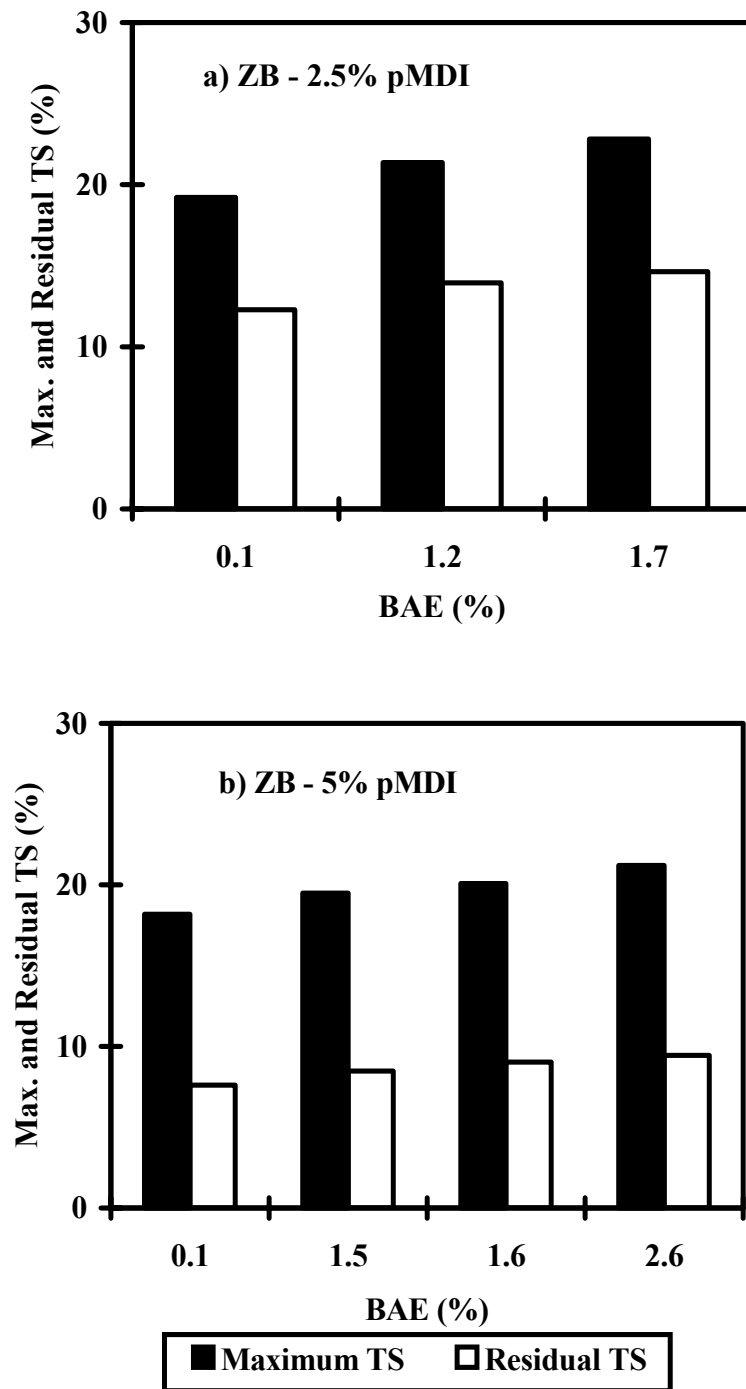 30
a) ZB - 2.5% pMDI
20
10
0
Max. and Residual TS (%)
0.1 1.2 1.7
BAE (%)
30
b) ZB - 5% pMDI
20
10
0
Max. and Residual TS (%)
0.1 1.5 1.6 2.6
BAE (%)
Maximum TS Residual TS